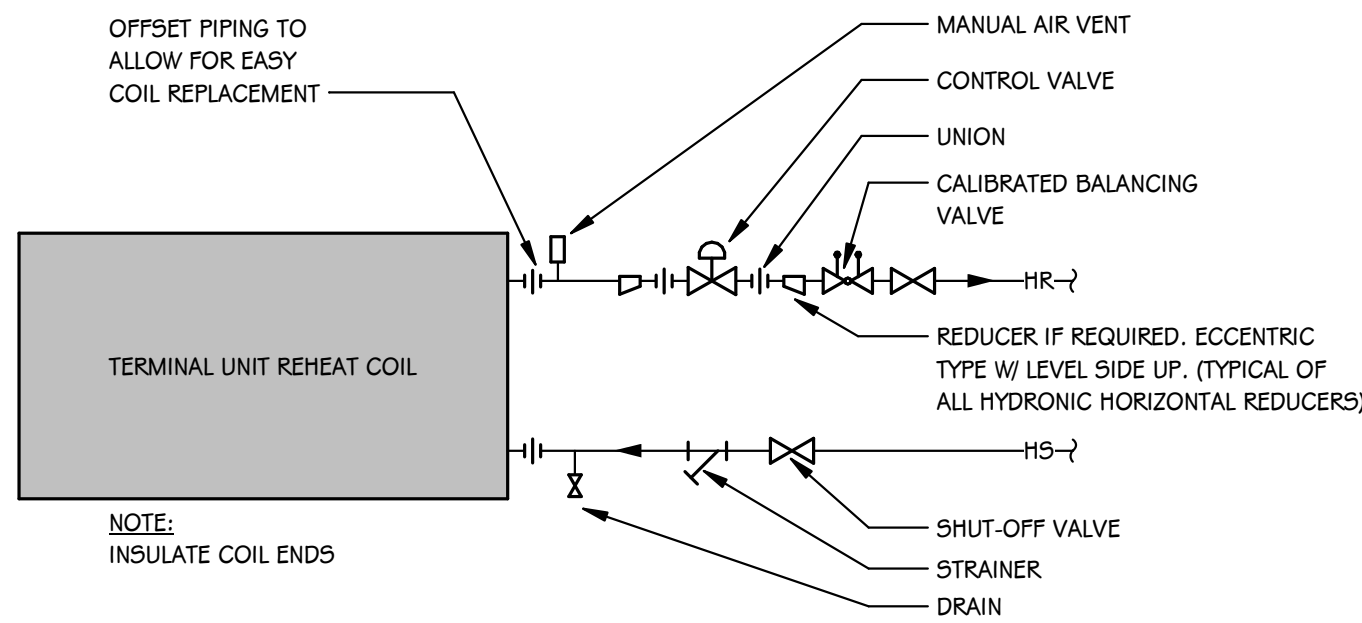 OFFSET PIPING TO
ALLOW FOR EASY
COIL REPLACEMENT
MANUAL AIR VENT
CONTROL VALVE
UNION
CALIBRATED BALANCING
VALVE
HR
REDUCER IF REQUIRED. ECCENTRIC
TYPE W/ LEVEL SIDE UP. (TYPICAL OF
ALL HYDRONIC HORIZONTAL REDUCERS)
TERMINAL UNIT REHEAT COIL
HS
NOTE:
INSULATE COIL ENDS
SHUT-OFF VALVE
STRAINER
DRAIN